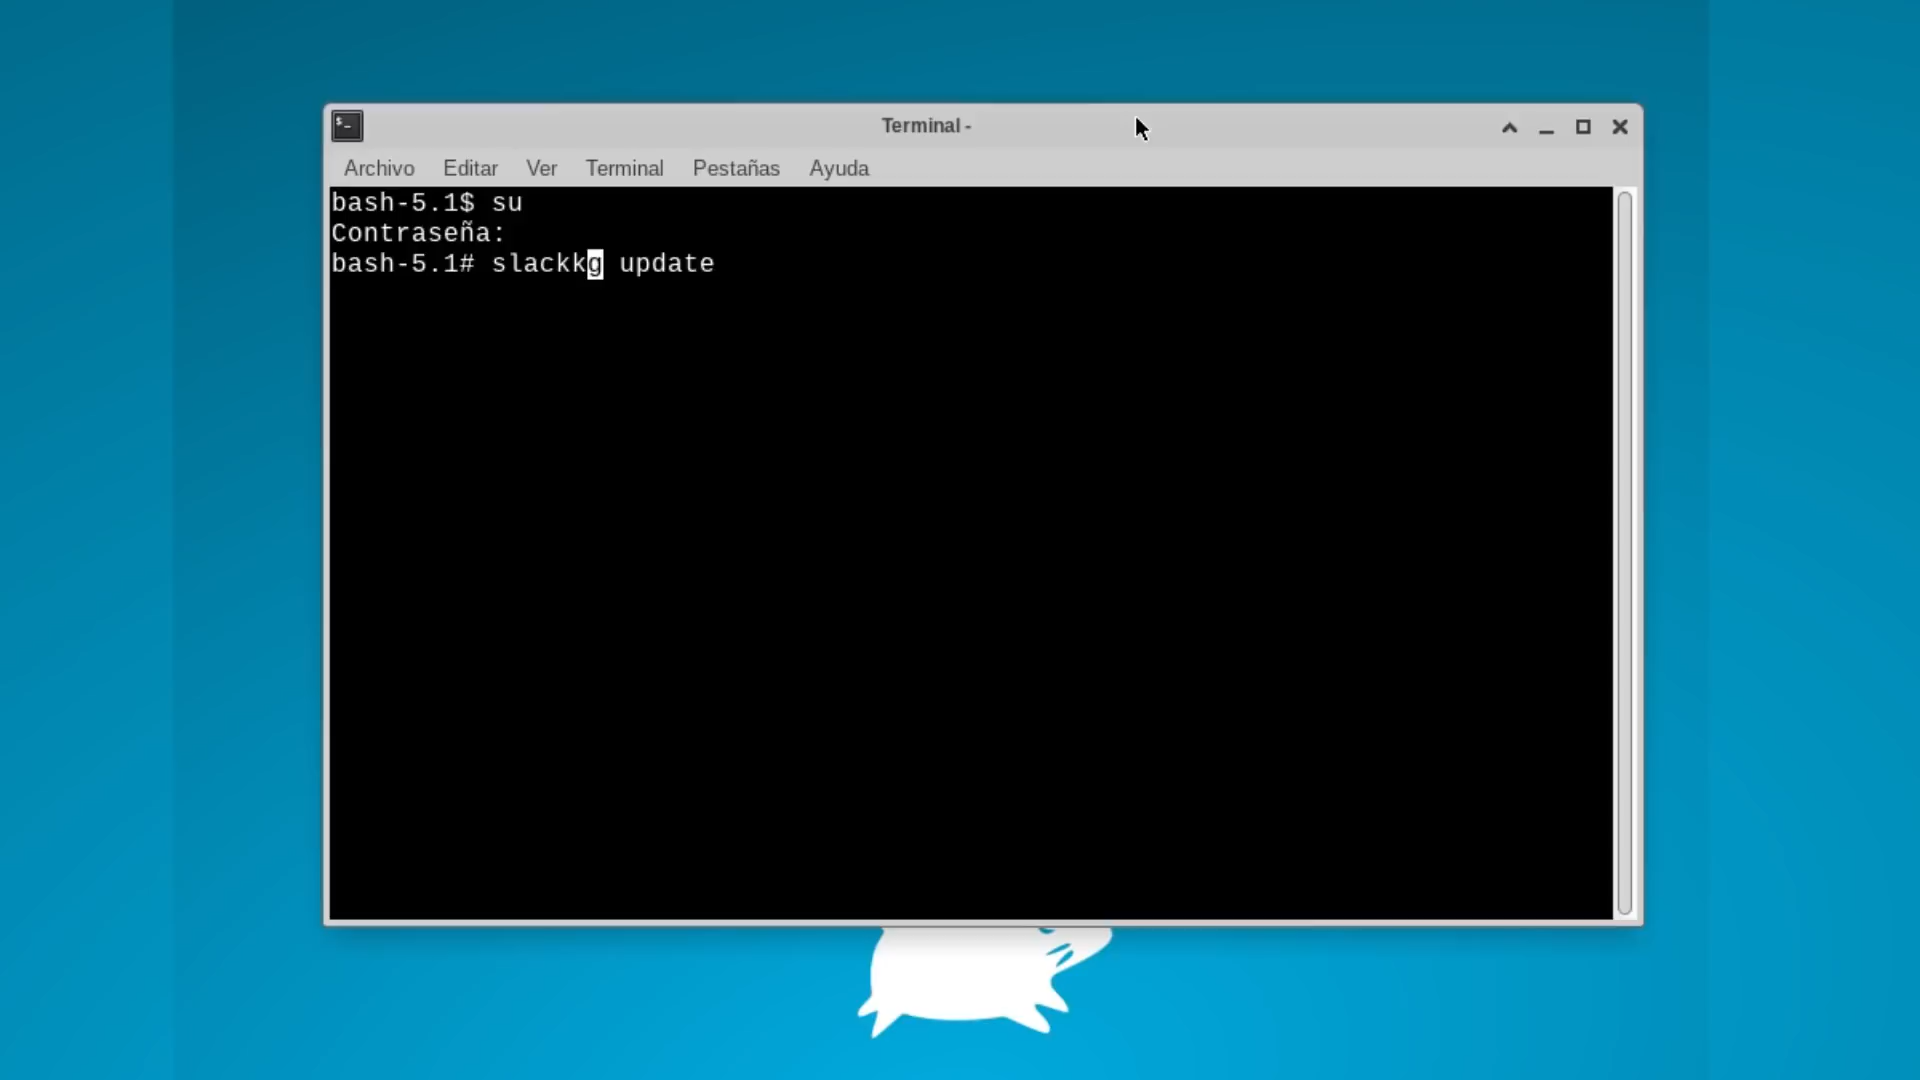 Terminal -
Archivo Editar Ver Terminal Pestañas Ayuda
bash-5.1$ su
Contraseña:
bash-5.1# slackkg update